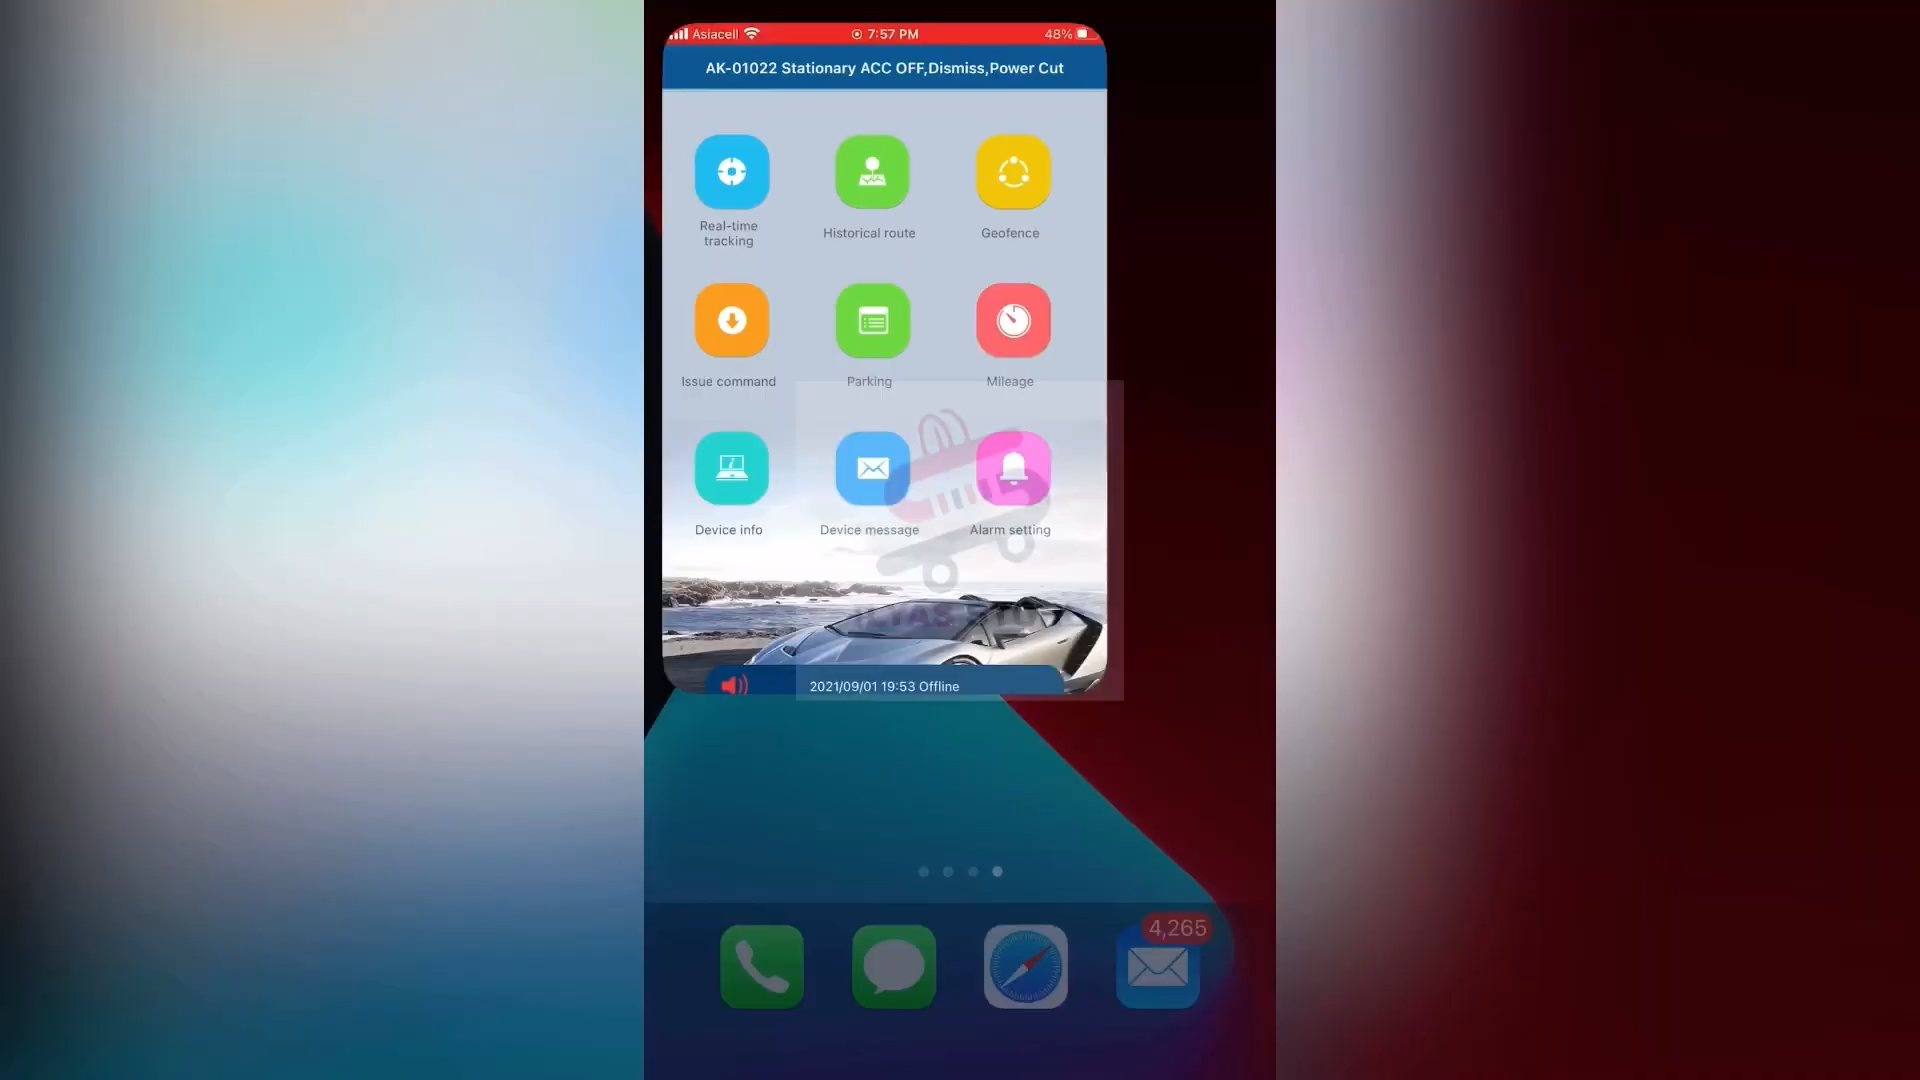 Asiacell
7:57 PM
48%
AK-01022 Stationary ACC OFF,Dismiss,Power Cut
Real-time
tracking
Historical route
Geofence
Issue command
Parking
Mileage
Device info
Device message
Alarm setting
2021/09/01 19:53 Offline
4,265